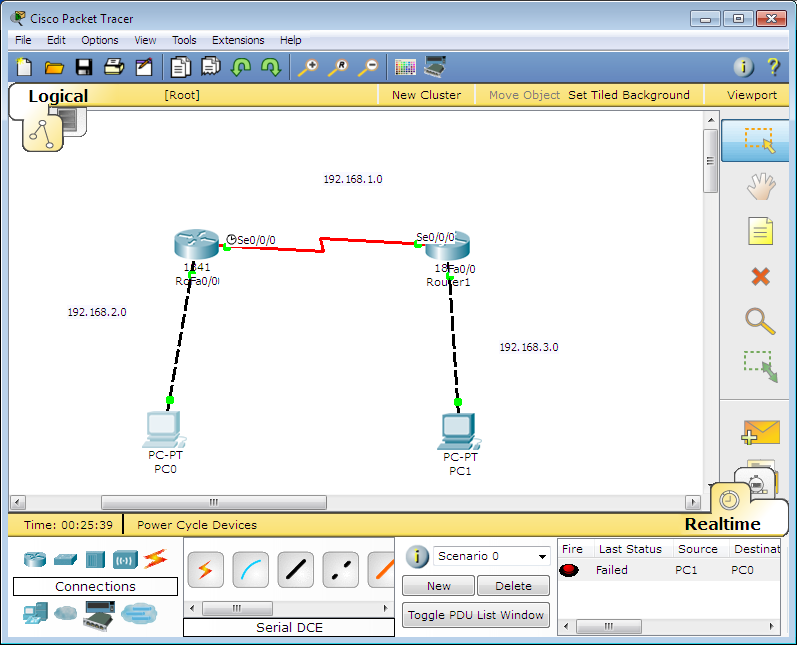 Cisco Packet Tracer
File Edit Options View Tools Extensions Help
Logical [Root] New Cluster Move Object Set Tiled Background Viewport
192.168.1.0
Se0/0/0 Se0/0/0
1841 Fa0/0
Fa0/0 Router1
192.168.2.0
192.168.3.0
PC-PT
PC0
PC-PT
PC1
Time: 00:25:39 Power Cycle Devices Realtime
Connections
Serial DCE
Scenario 0
New Delete
Toggle PDU List Window
Fire Last Status Source Destinat
Failed PC1 PC0